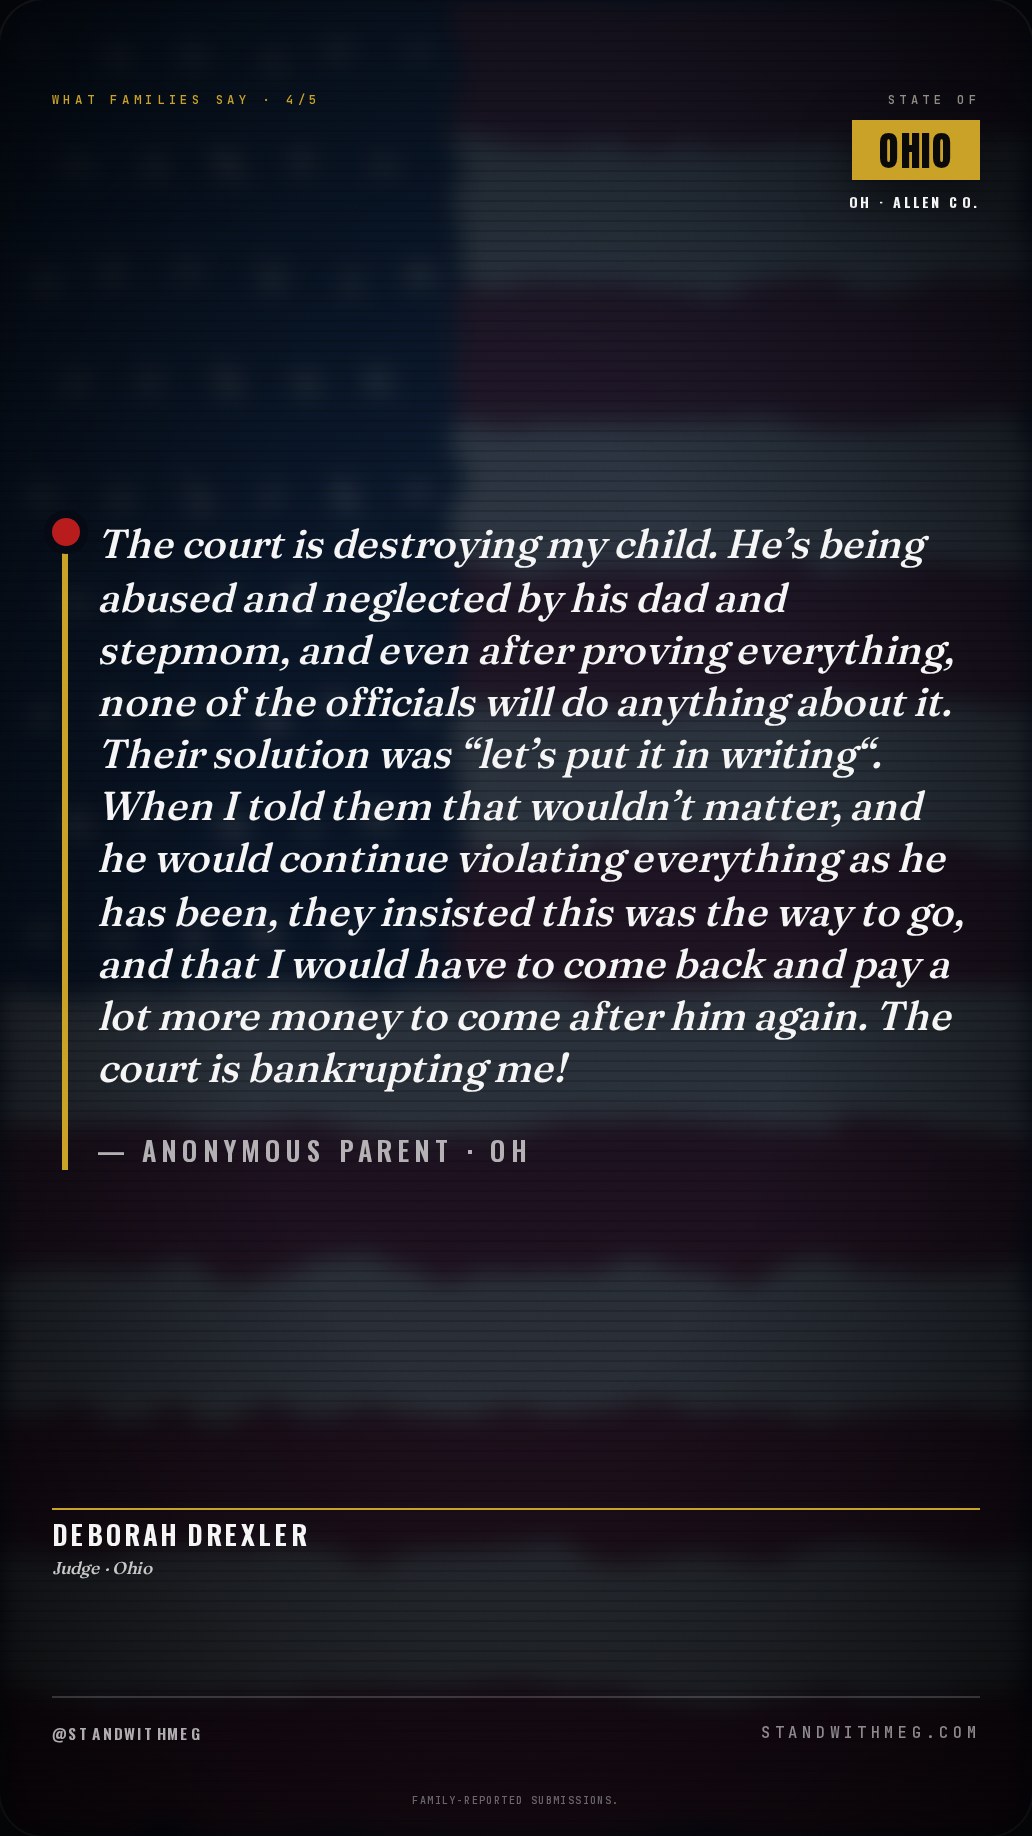 WHAT FAMILIES SAY · 4/5
STATE OF
OHIO
OH · ALLEN CO.
The court is destroying my child. He’s being
abused and neglected by his dad and
stepmom, and even after proving everything,
none of the officials will do anything about it.
Their solution was “let’s put it in writing“.
When I told them that wouldn’t matter, and
he would continue violating everything as he
has been, they insisted this was the way to go,
and that I would have to come back and pay a
lot more money to come after him again. The
court is bankrupting me!
— ANONYMOUS PARENT · OH
DEBORAH DREXLER
Judge · Ohio
@STANDWITHMEG
STANDWITHMEG.COM
FAMILY-REPORTED SUBMISSIONS.